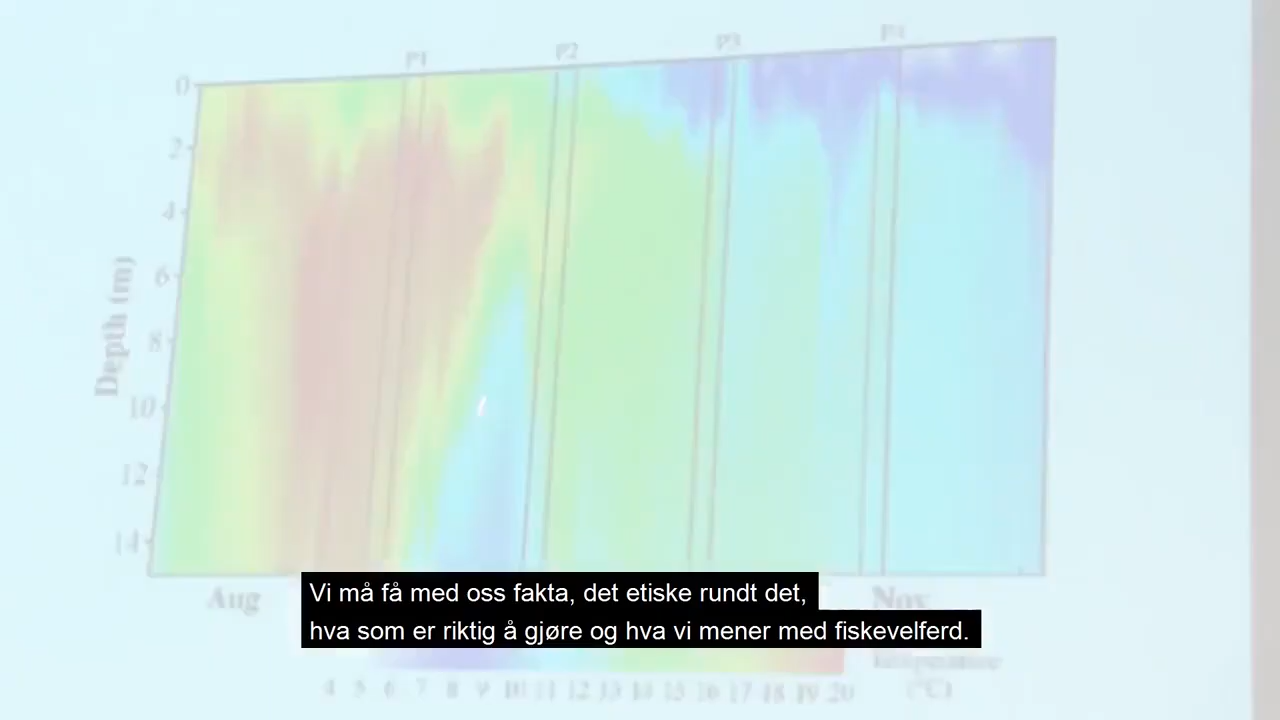 P1 P2 P3 P4
0
2
4
6
8
10
12
14
Depth (m)
Aug Nov
Vi må få med oss fakta, det etiske rundt det,
hva som er riktig å gjøre og hva vi mener med fiskevelferd.
Temperature
(°C)
4 5 6 7 8 9 10 11 12 13 14 15 16 17 18 19 20